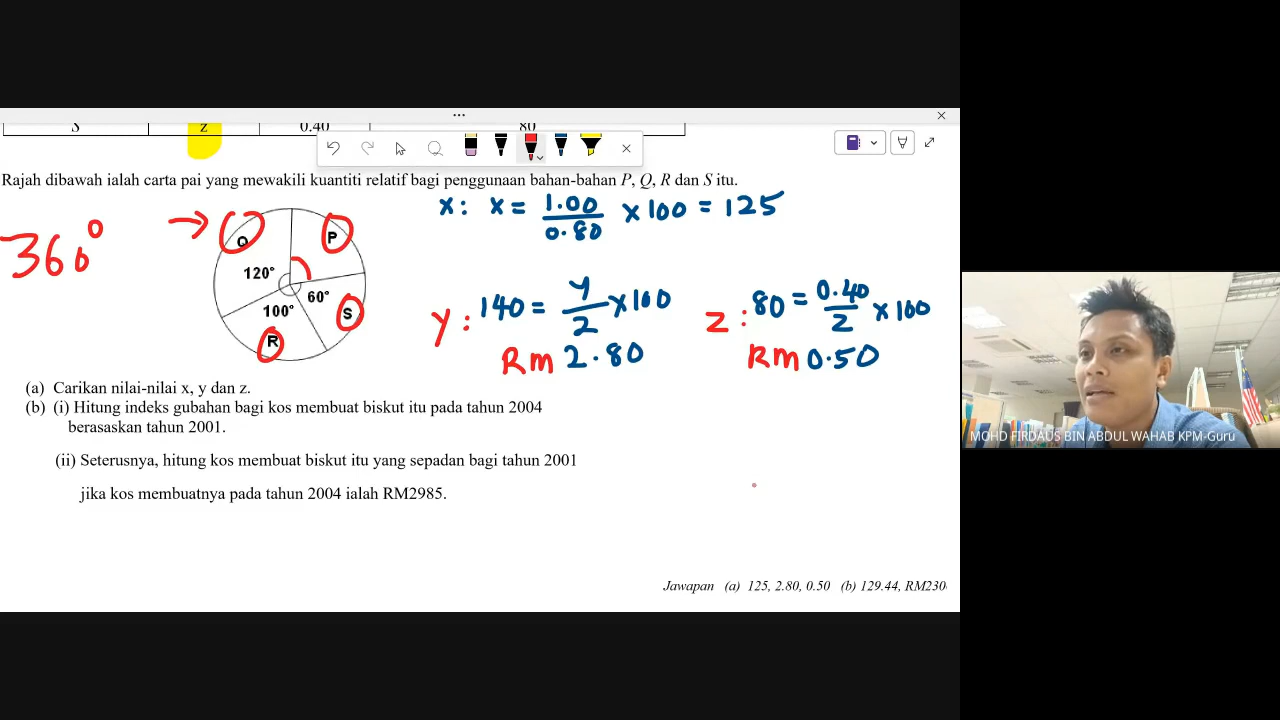 S z 0.40 80
Rajah dibawah ialah carta pai yang mewakili kuantiti relatif bagi penggunaan bahan-bahan P, Q, R dan S itu.
x: x = 1.00/0.80 x100 = 125
360°
Q P
120° 60°
100° S
R
y: 140 = y/2 x100
Rm 2.80
z: 80 = 0.40/z x100
Rm 0.50
(a) Carikan nilai-nilai x, y dan z.
(b) (i) Hitung indeks gubahan bagi kos membuat biskut itu pada tahun 2004
berasaskan tahun 2001.
(ii) Seterusnya, hitung kos membuat biskut itu yang sepadan bagi tahun 2001
jika kos membuatnya pada tahun 2004 ialah RM2985.
Jawapan (a) 125, 2.80, 0.50 (b) 129.44, RM230
MOHD FIRDAUS BIN ABDUL WAHAB KPM-Guru